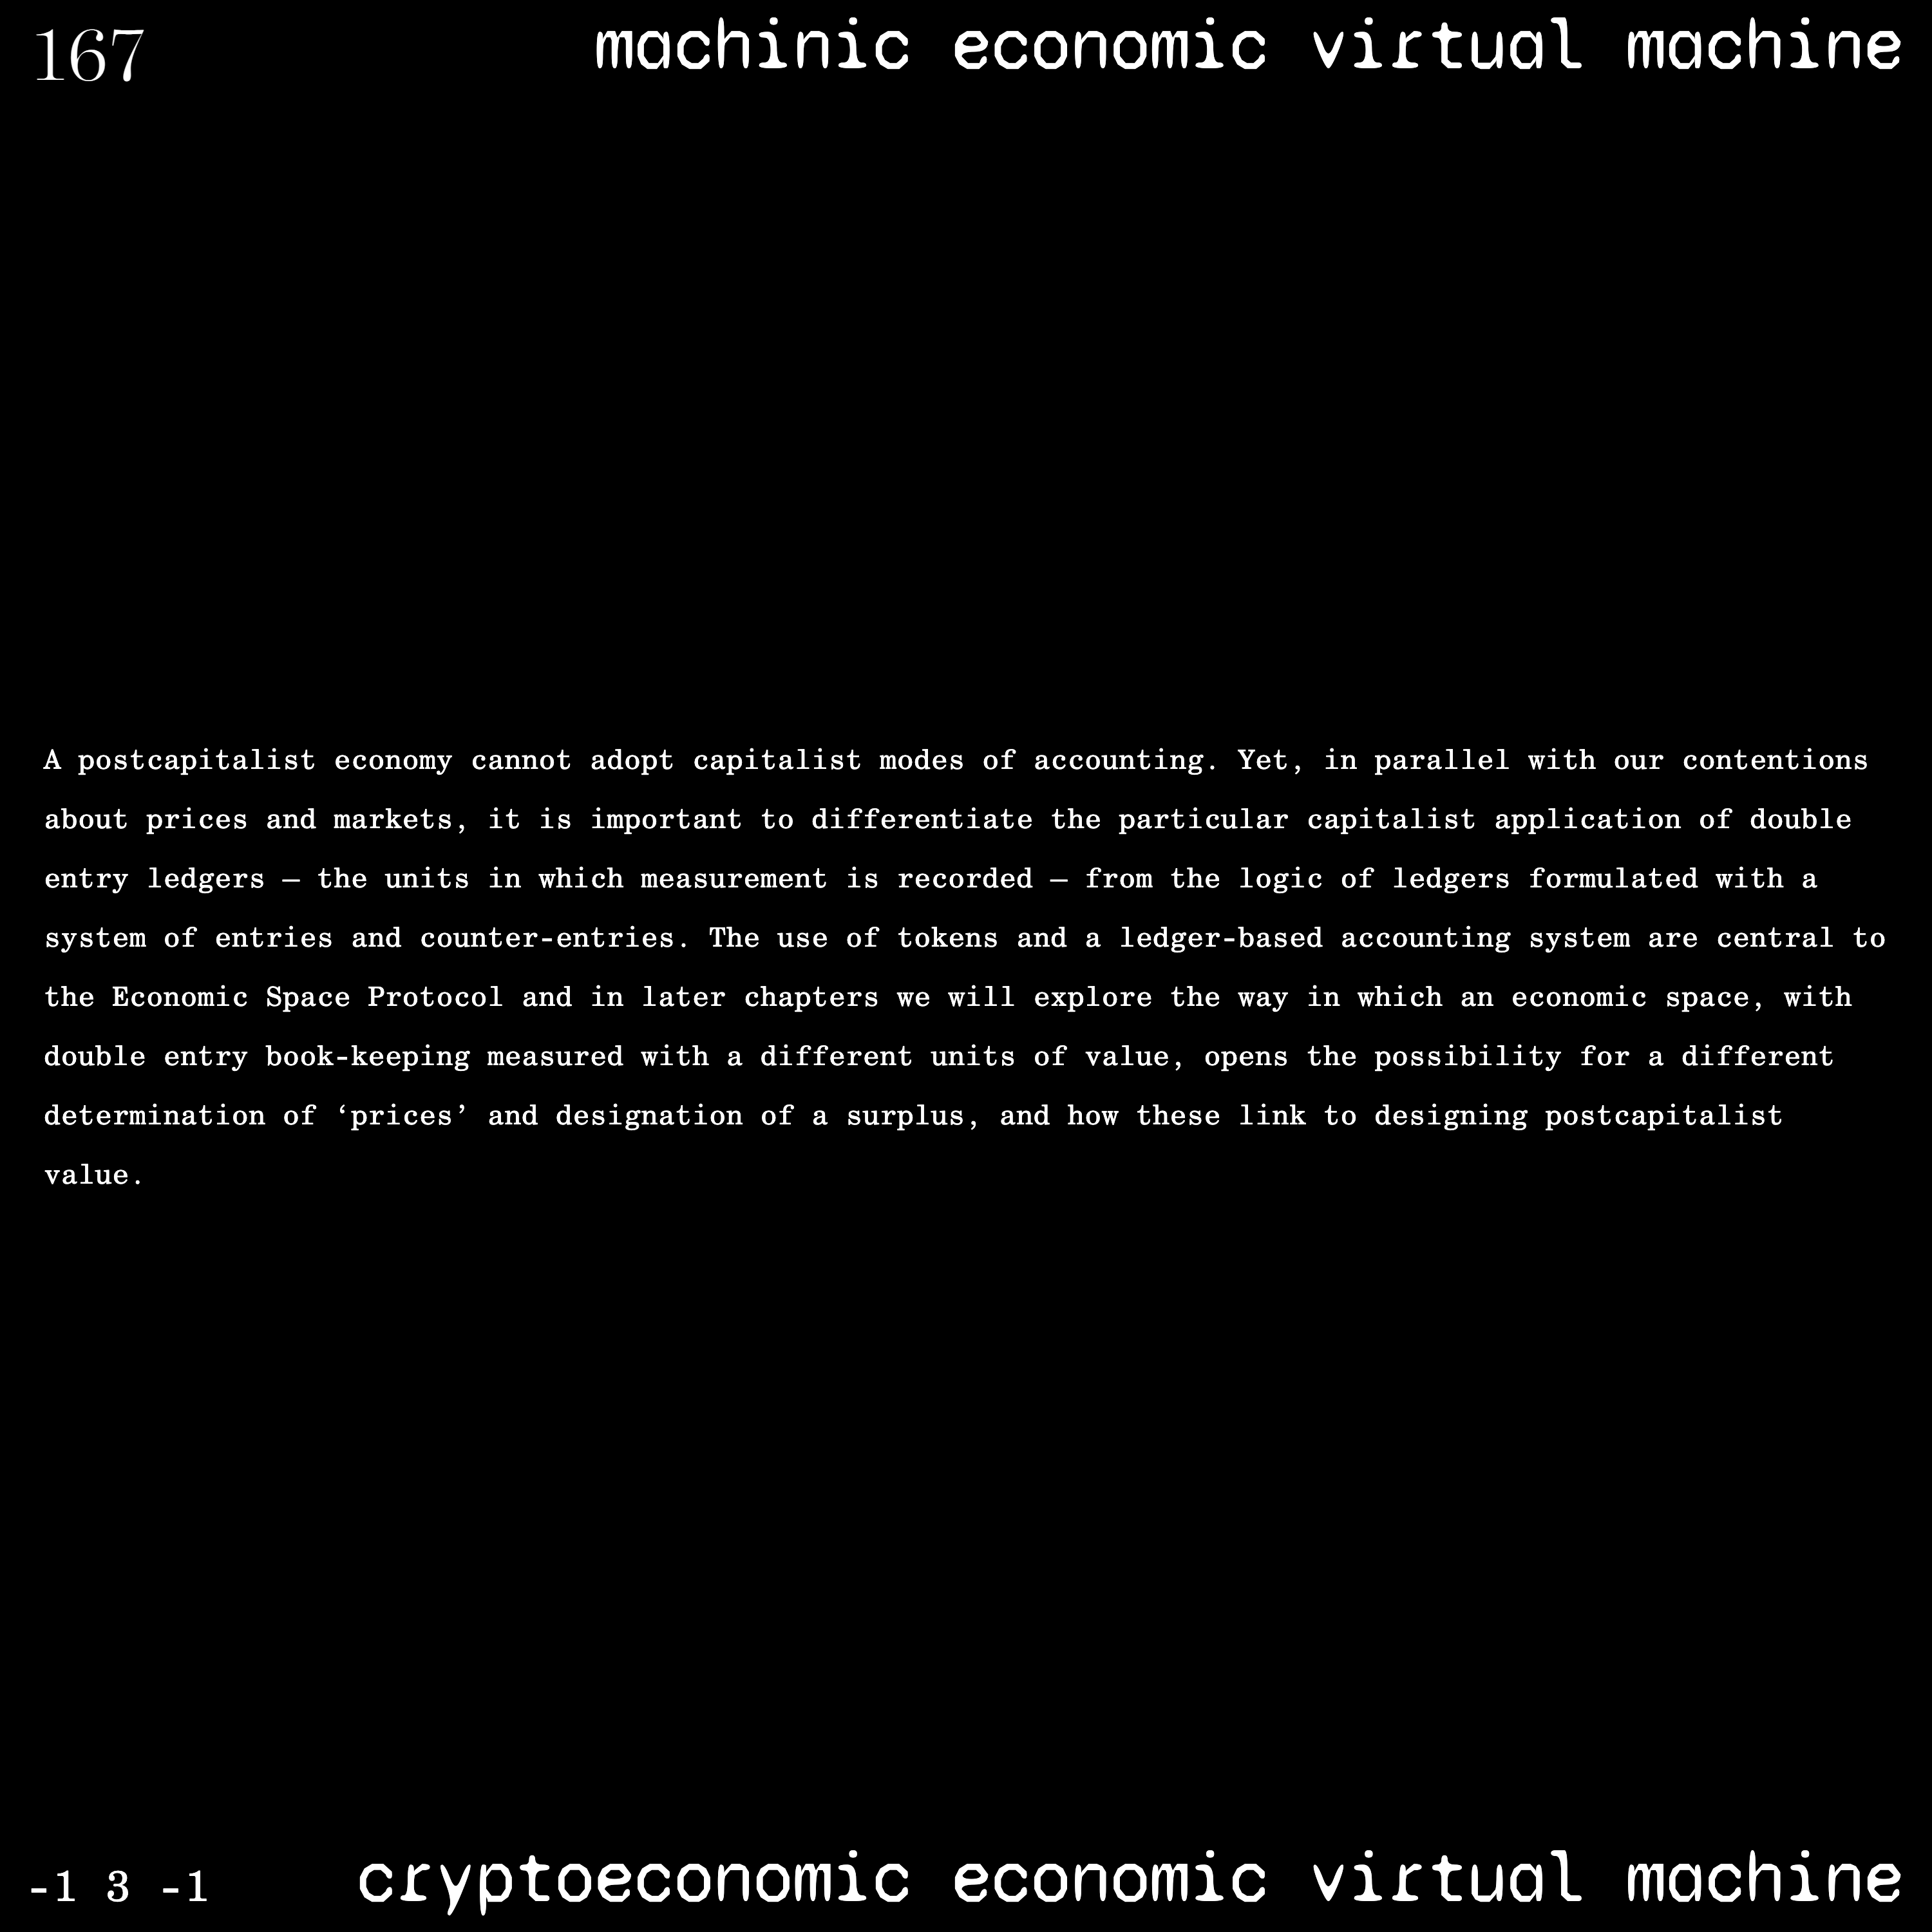 167
machinic economic virtual machine
A postcapitalist economy cannot adopt capitalist modes of accounting. Yet, in parallel with our contentions
about prices and markets, it is important to differentiate the particular capitalist application of double
entry ledgers – the units in which measurement is recorded – from the logic of ledgers formulated with a
system of entries and counter-entries. The use of tokens and a ledger-based accounting system are central to
the Economic Space Protocol and in later chapters we will explore the way in which an economic space, with
double entry book-keeping measured with a different units of value, opens the possibility for a different
determination of ‘prices’ and designation of a surplus, and how these link to designing postcapitalist
value.
-1 3 -1
cryptoeconomic economic virtual machine